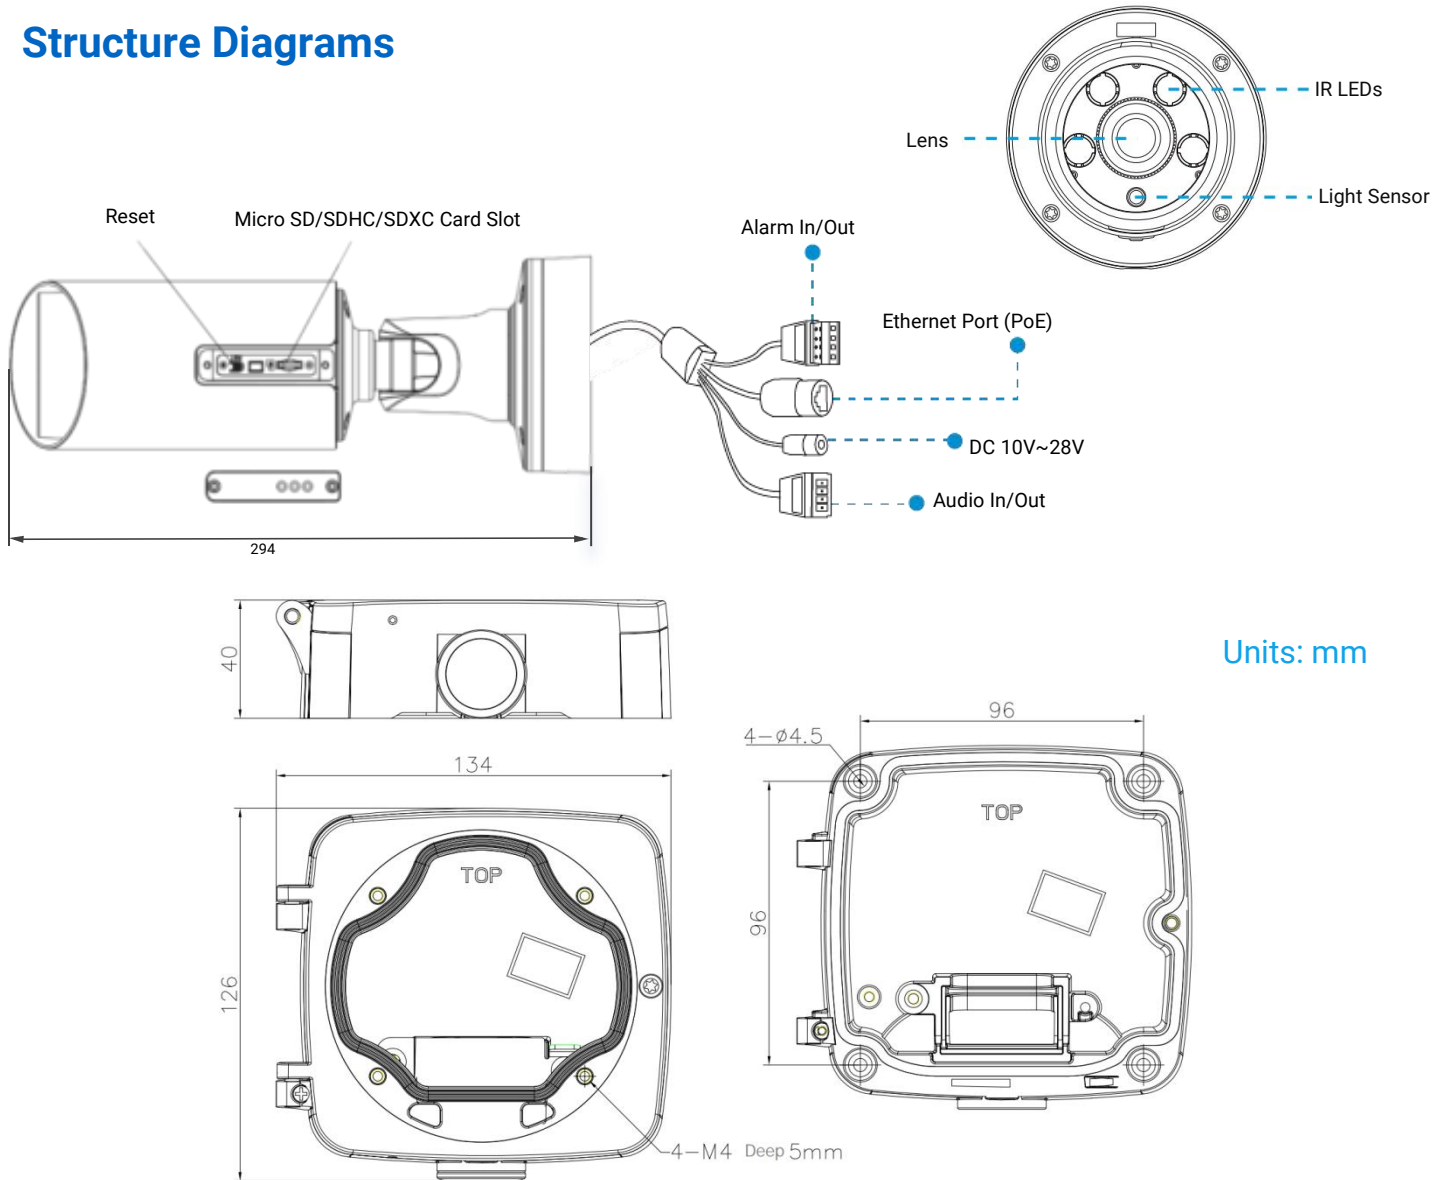 Structure Diagrams
IR LEDs
Lens
Light Sensor
Reset
Micro SD/SDHC/SDXC Card Slot
Alarm In/Out
Ethernet Port (PoE)
DC 10V~28V
Audio In/Out
294
40
Units: mm
96
4-ø4.5
134
TOP
TOP
96
126
4-M4 Deep 5mm